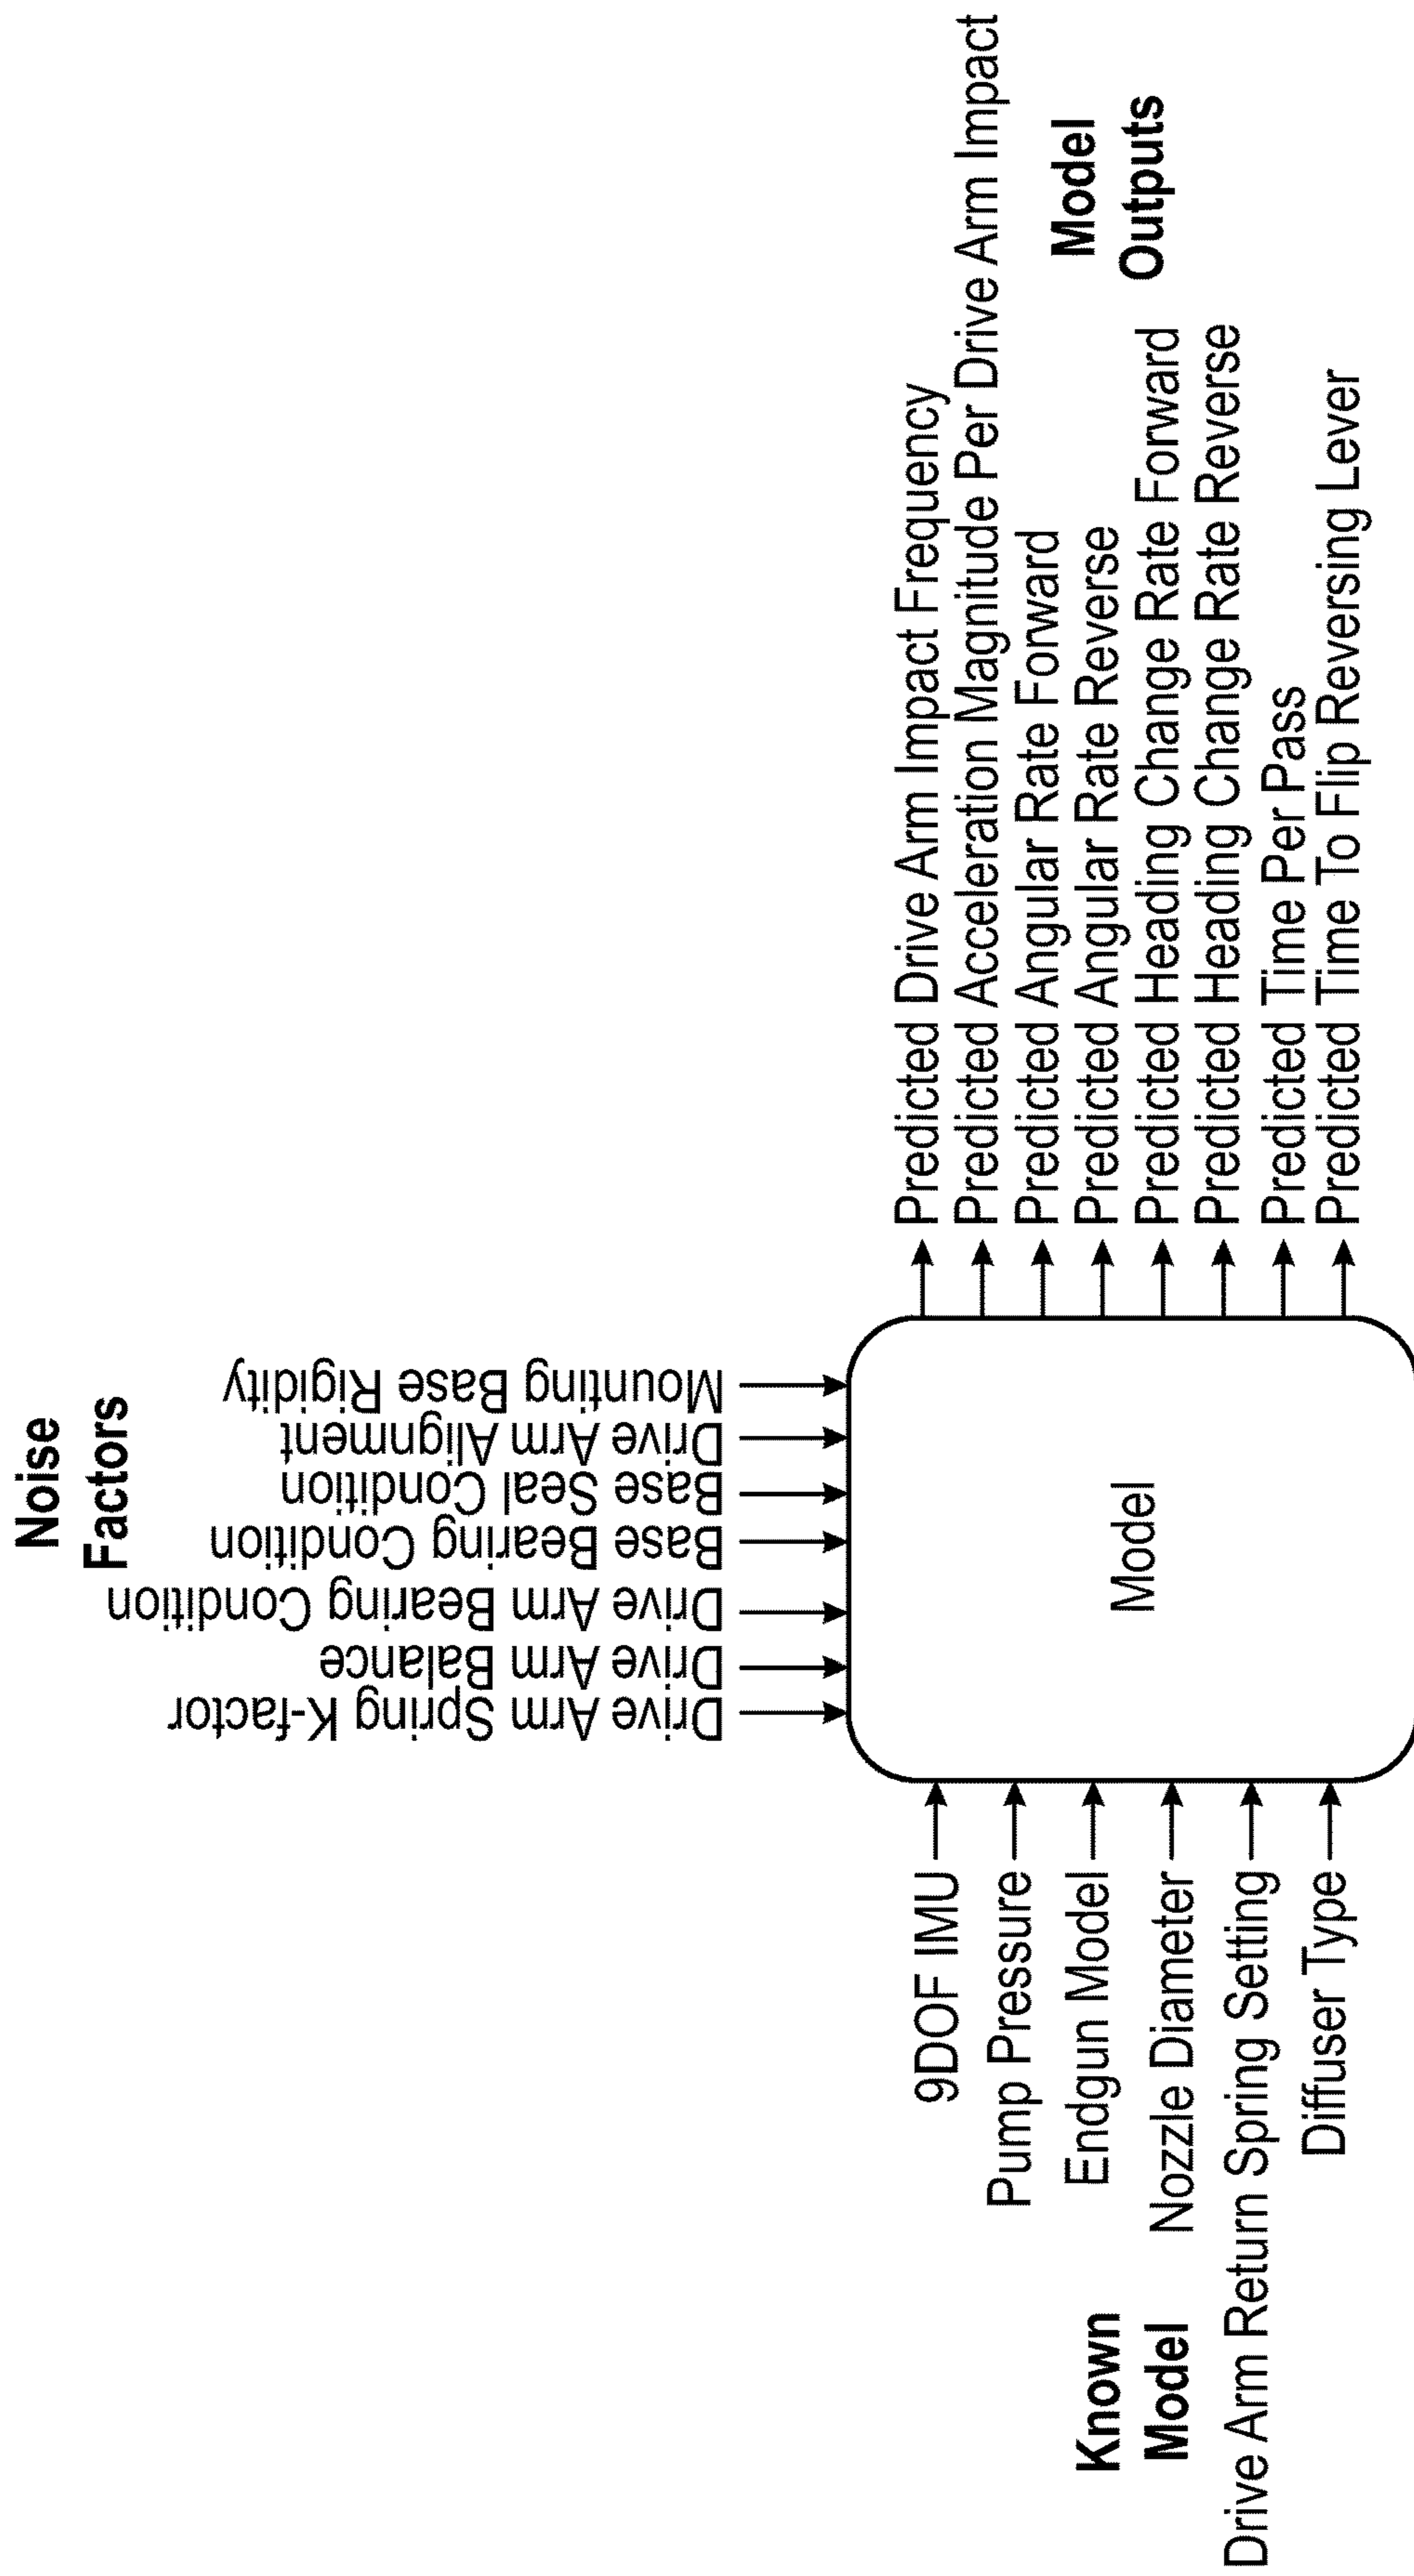 Noise
Factors
Drive Arm Spring K-factor
Drive Arm Balance
Drive Arm Bearing Condition
Base Bearing Condition
Base Seal Condition
Drive Arm Alignment
Mounting Base Rigidity
Known
Model
9DOF IMU
Pump Pressure
Endgun Model
Nozzle Diameter
Drive Arm Return Spring Setting
Diffuser Type
Model
Predicted Drive Arm Impact Frequency
Predicted Acceleration Magnitude Per Drive Arm Impact
Predicted Angular Rate Forward
Predicted Angular Rate Reverse
Predicted Heading Change Rate Forward
Predicted Heading Change Rate Reverse
Predicted Time Per Pass
Predicted Time To Flip Reversing Lever
Model
Outputs